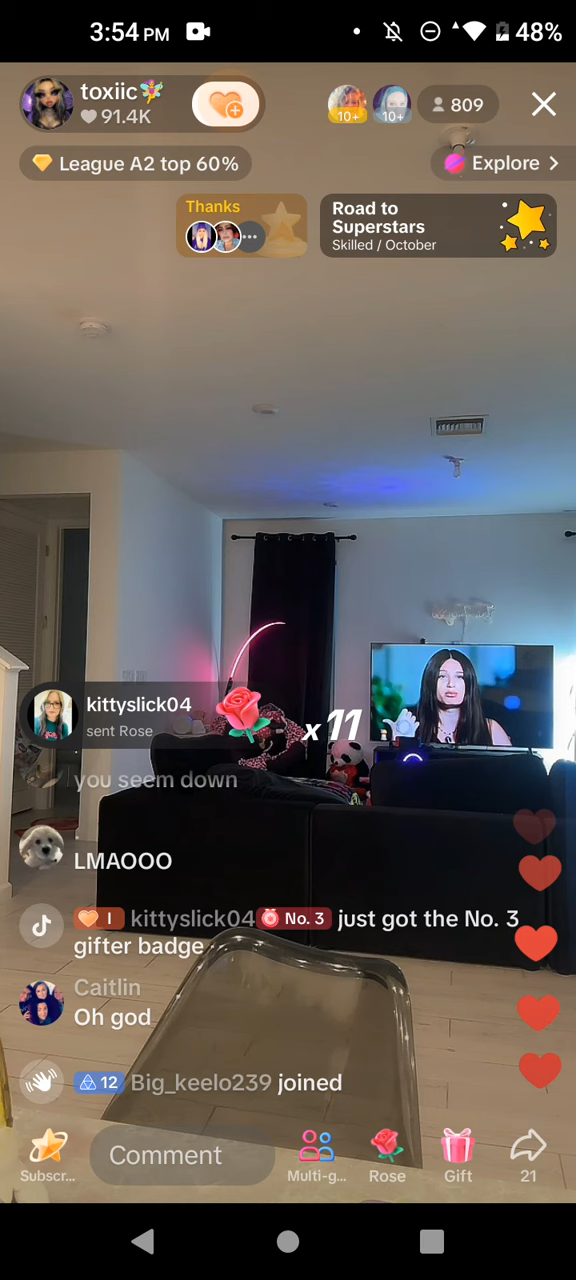 3:54 PM
48%
toxiic
91.4K
10+
10+
809
League A2 top 60%
Explore >
Thanks
Road to
Superstars
Skilled / October
kittyslick04
sent Rose
x11
you seem down
LMAOOO
I kittyslick04 No. 3 just got the No. 3
gifter badge
Caitlin
Oh god
12 Big_keelo239 joined
Comment
Subscr...
Multi-g...
Rose
Gift
21